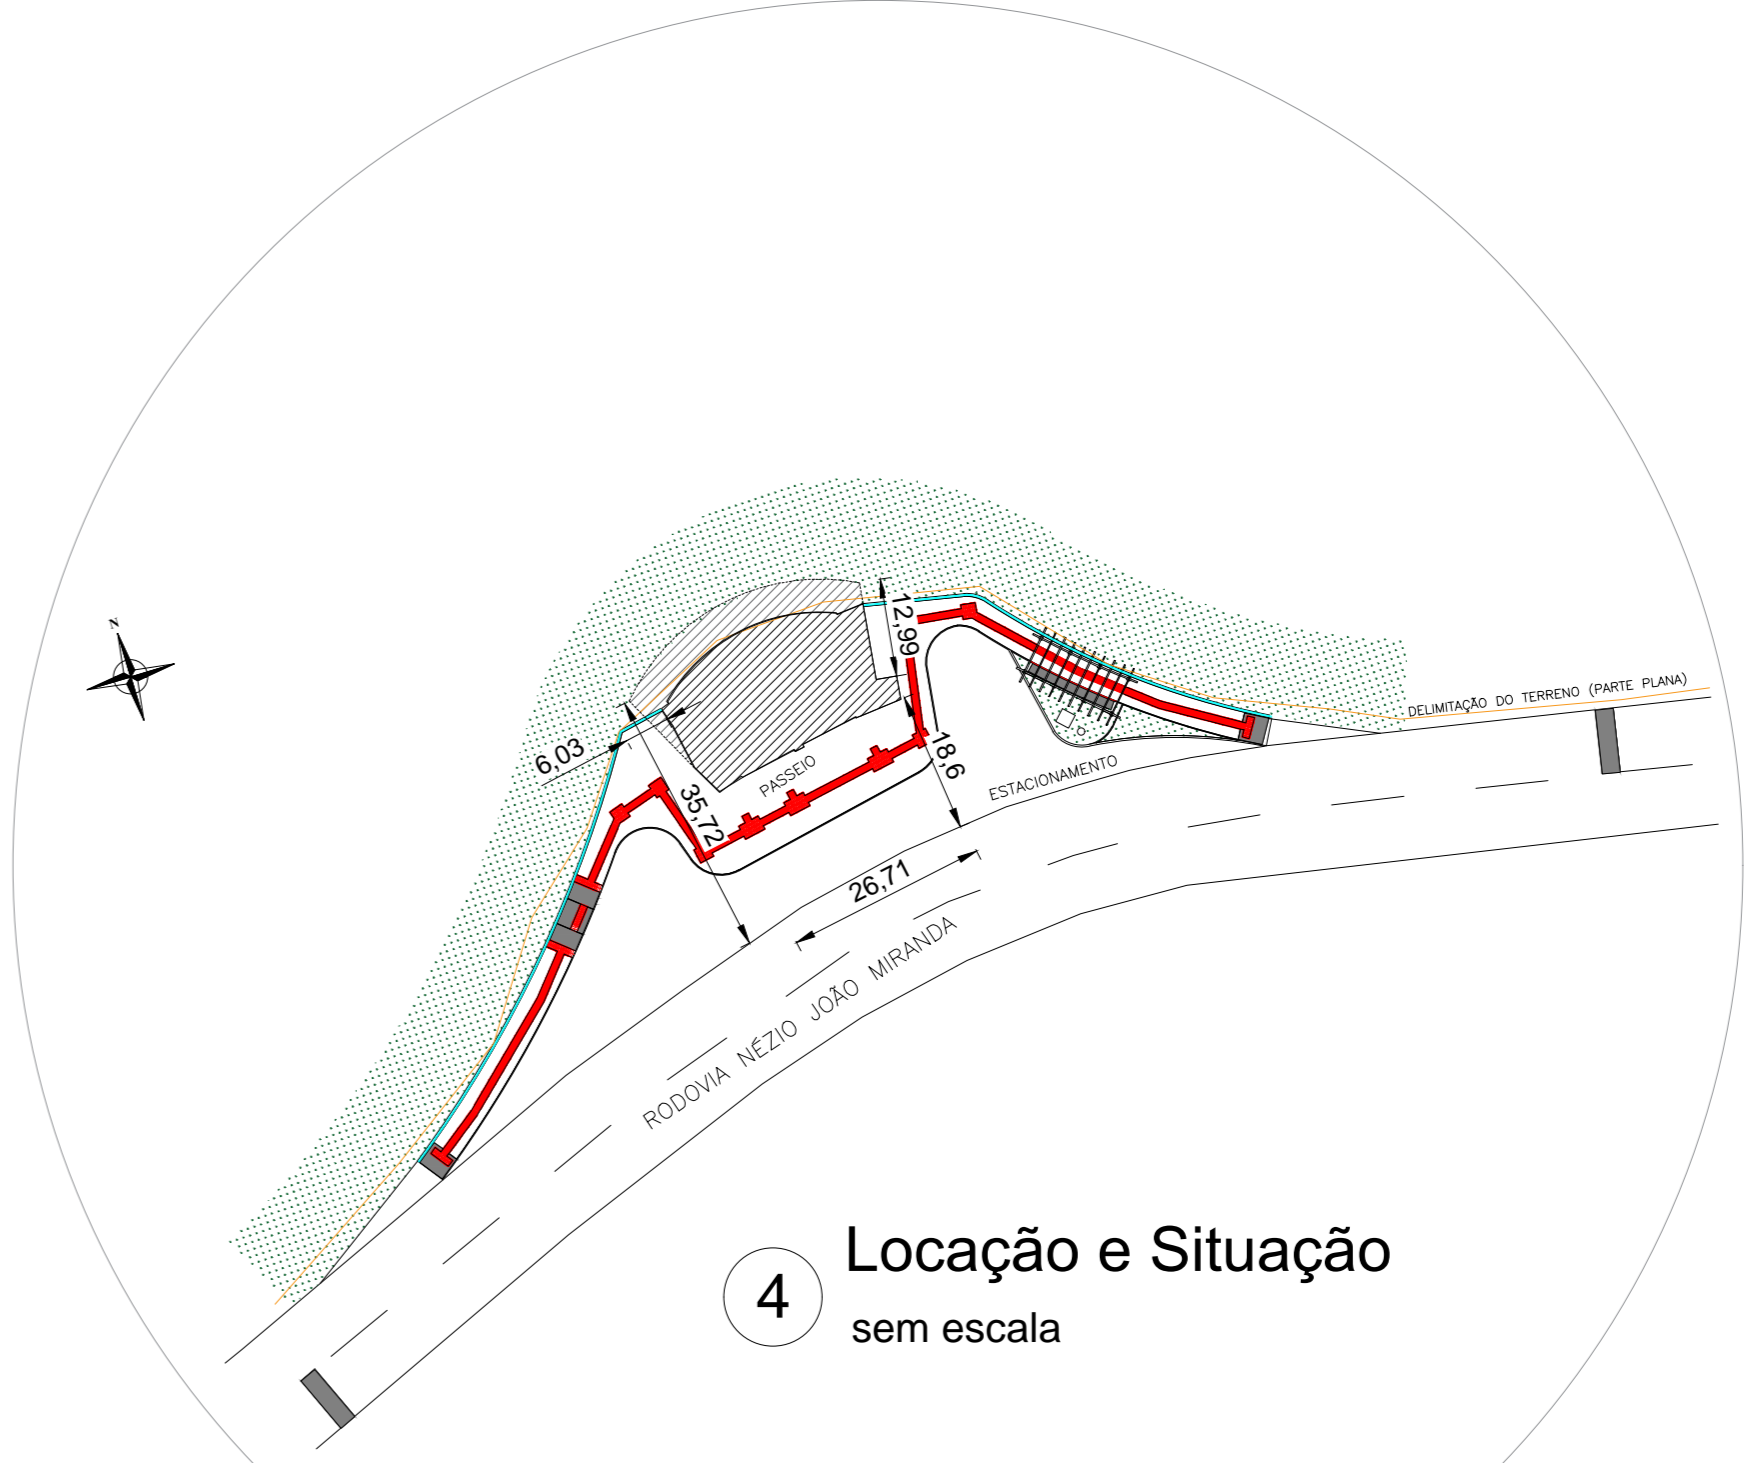 N
12,99
6,03
35,72
PASSEIO
18,6
ESTACIONAMENTO
DELIMITAÇÃO DO TERRENO (PARTE PLANA)
26,71
RODOVIA NÉZIO JOÃO MIRANDA
4
Locação e Situação
sem escala